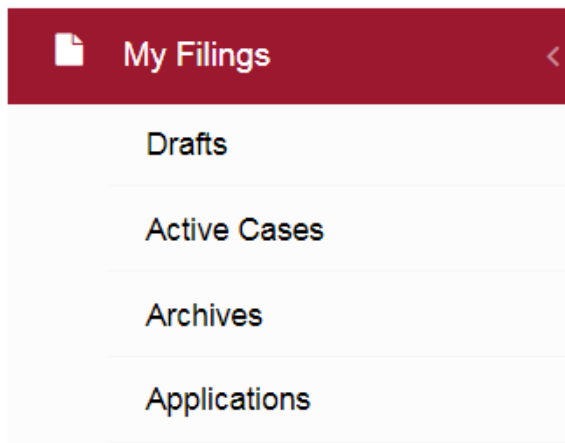 My Filings
Drafts
Active Cases
Archives
Applications